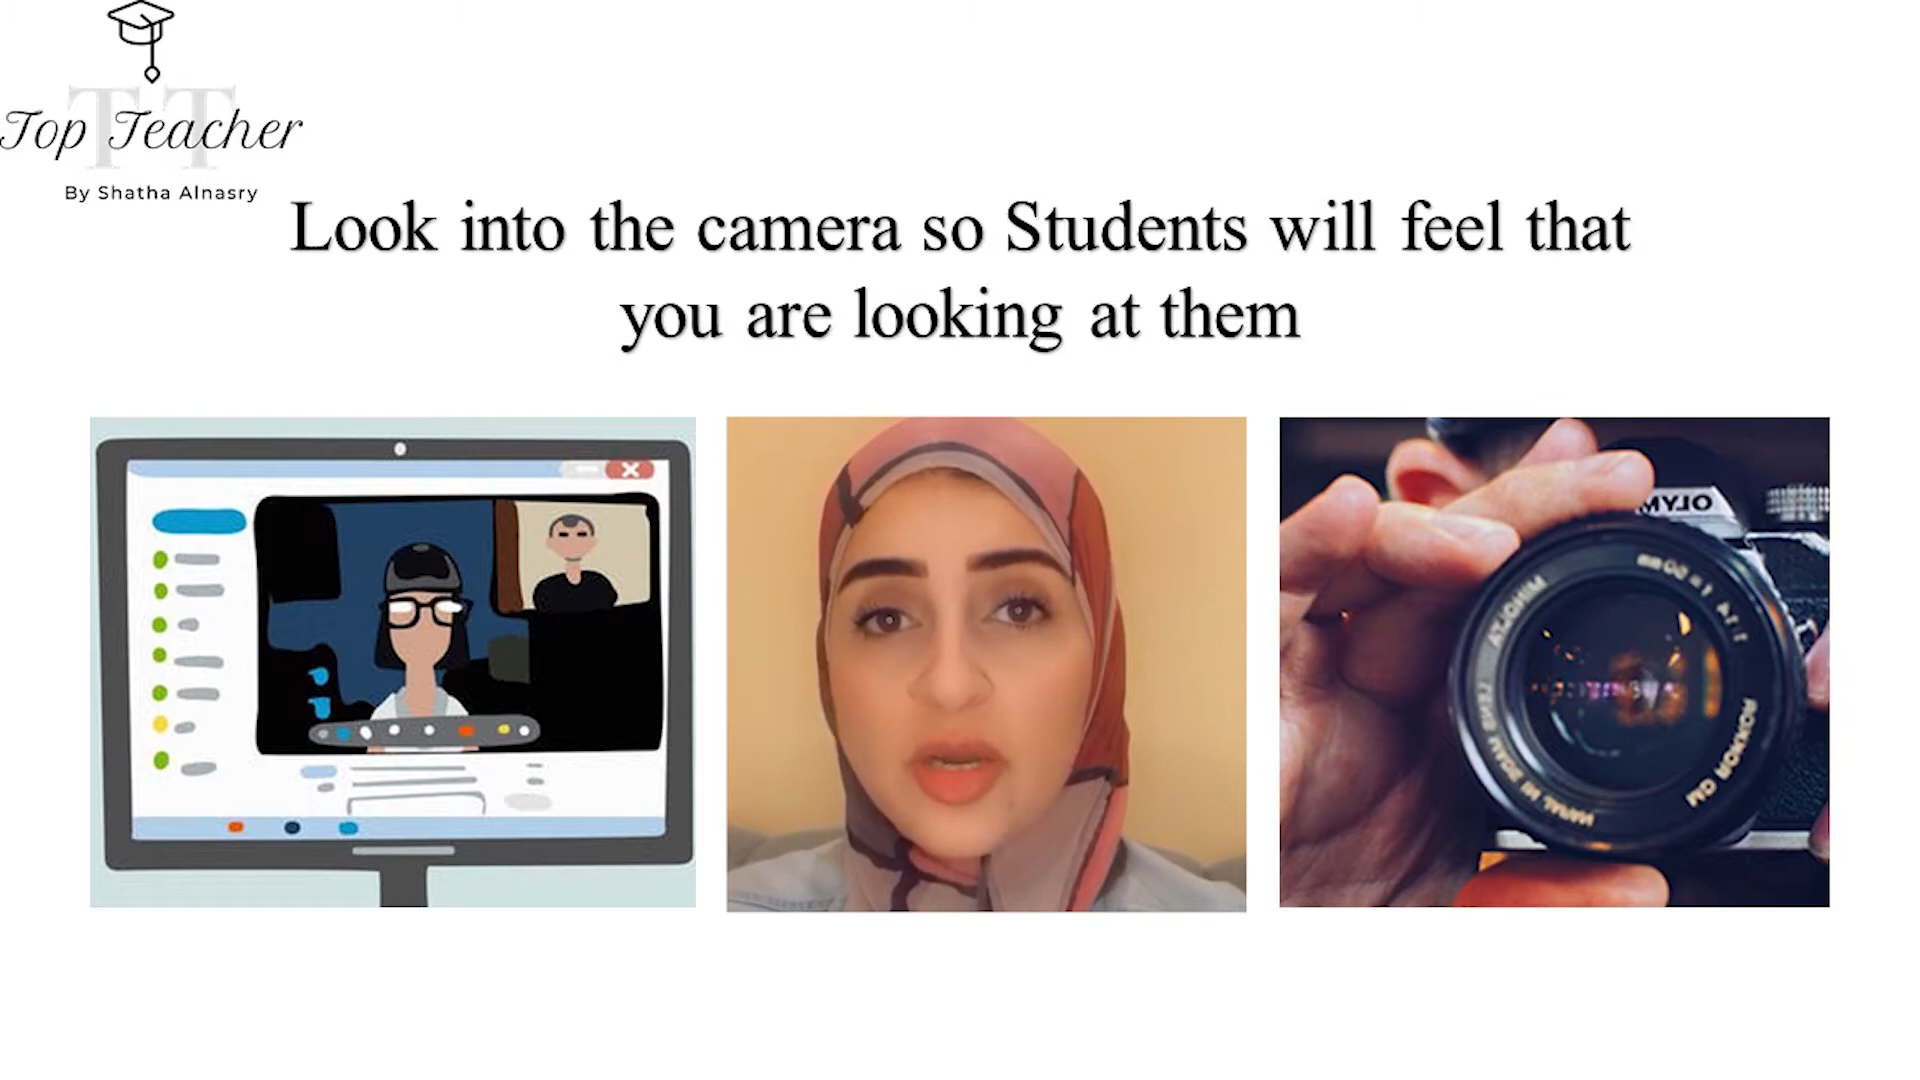 TT
Top Teacher
By Shatha Alnasry
Look into the camera so Students will feel that
you are looking at them